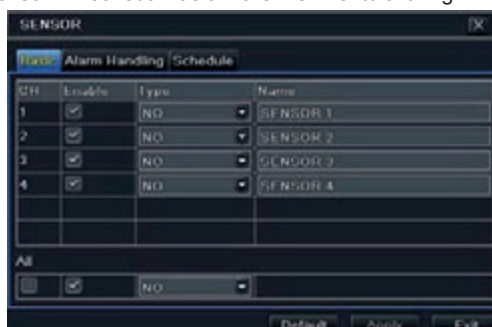 SENSOR
Basic Alarm Handling Schedule
CH Enable Type Name
1 NO SENSOR 1
2 NO SENSOR 2
3 NO SENSOR 3
4 NO SENSOR 4
All
NO
Default Apply Exit